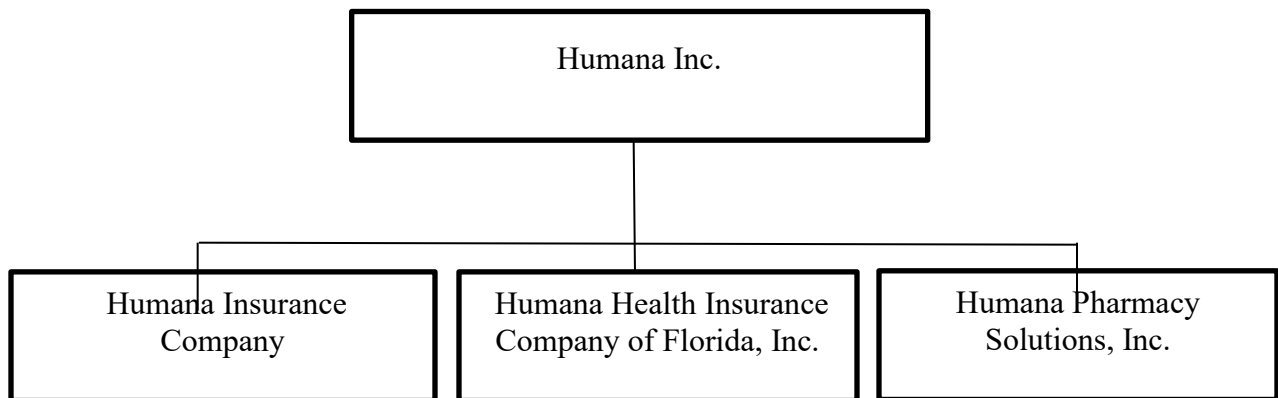 Humana Inc.
Humana Insurance
Company
Humana Health Insurance
Company of Florida, Inc.
Humana Pharmacy
Solutions, Inc.